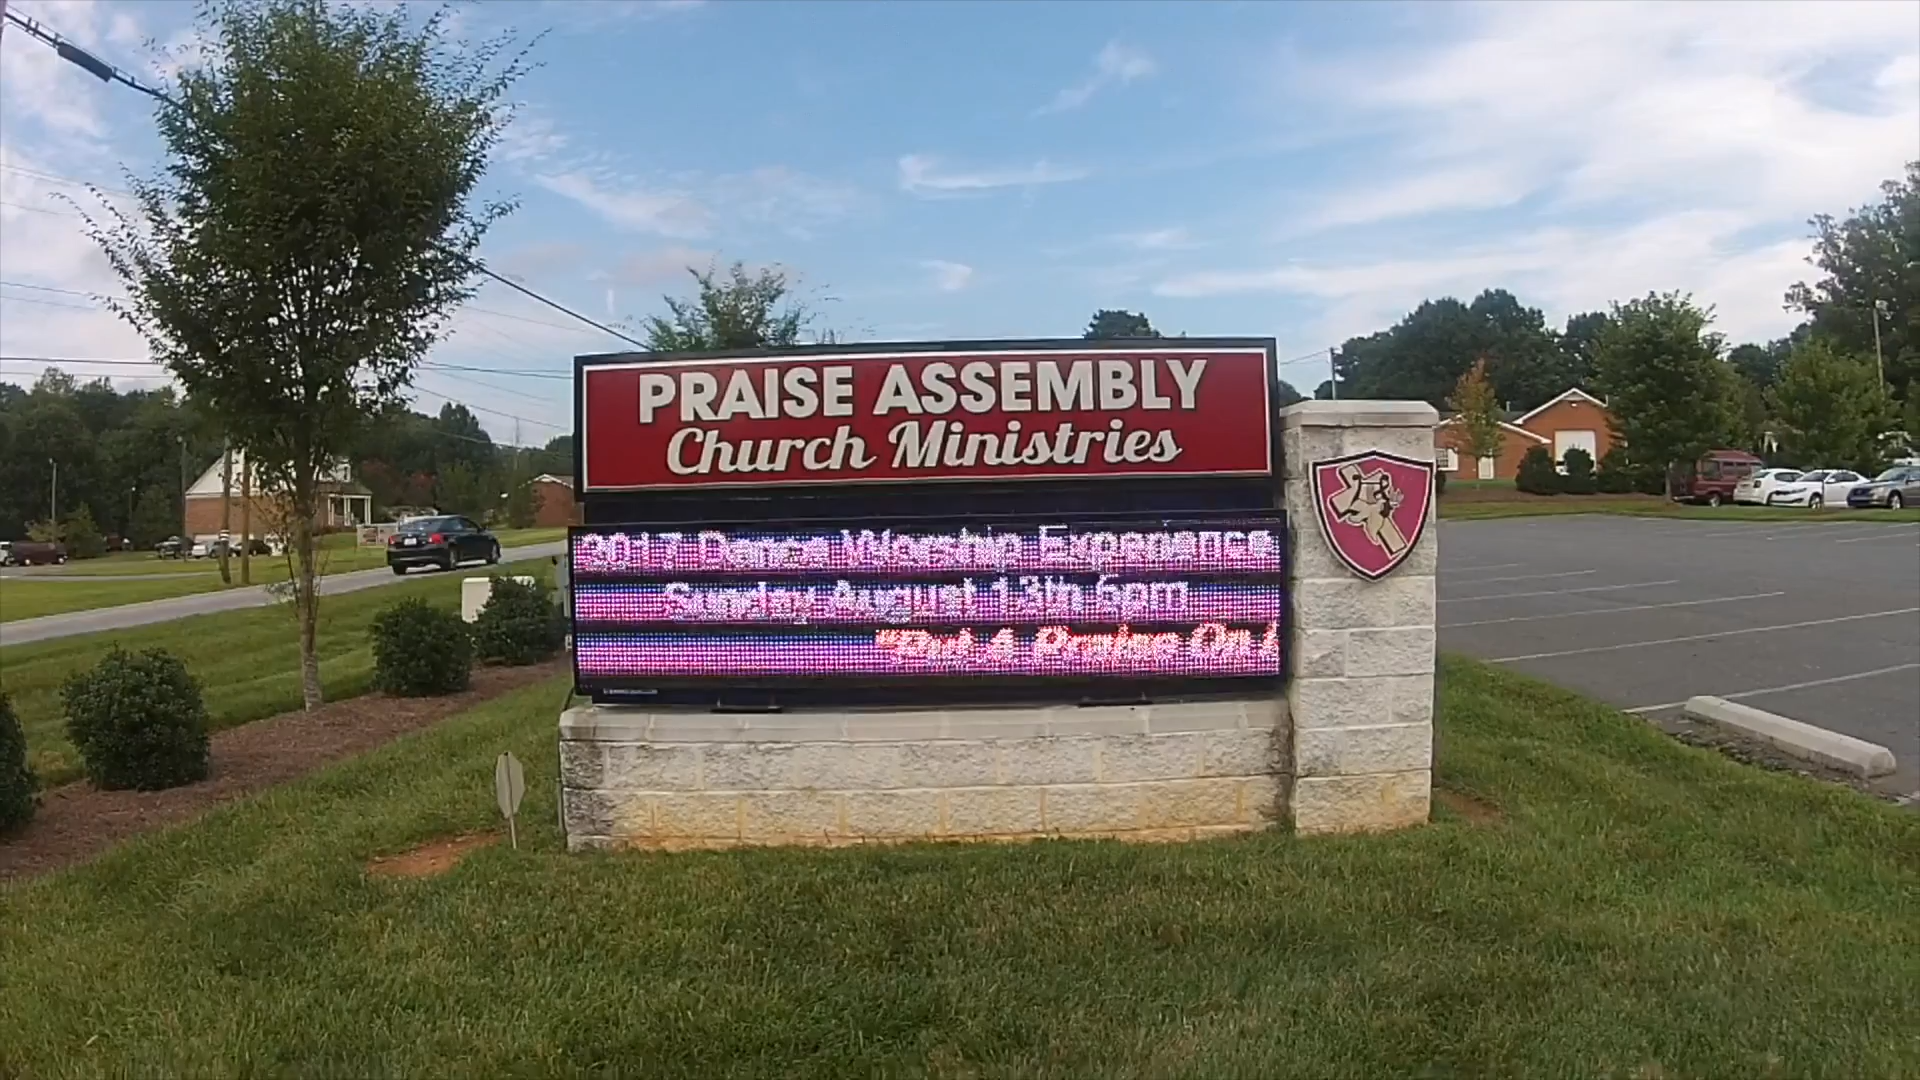 PRAISE ASSEMBLY
Church Ministries
2017 Dance Worship Experience
Sunday August 13th 6pm
"Put A Praise On